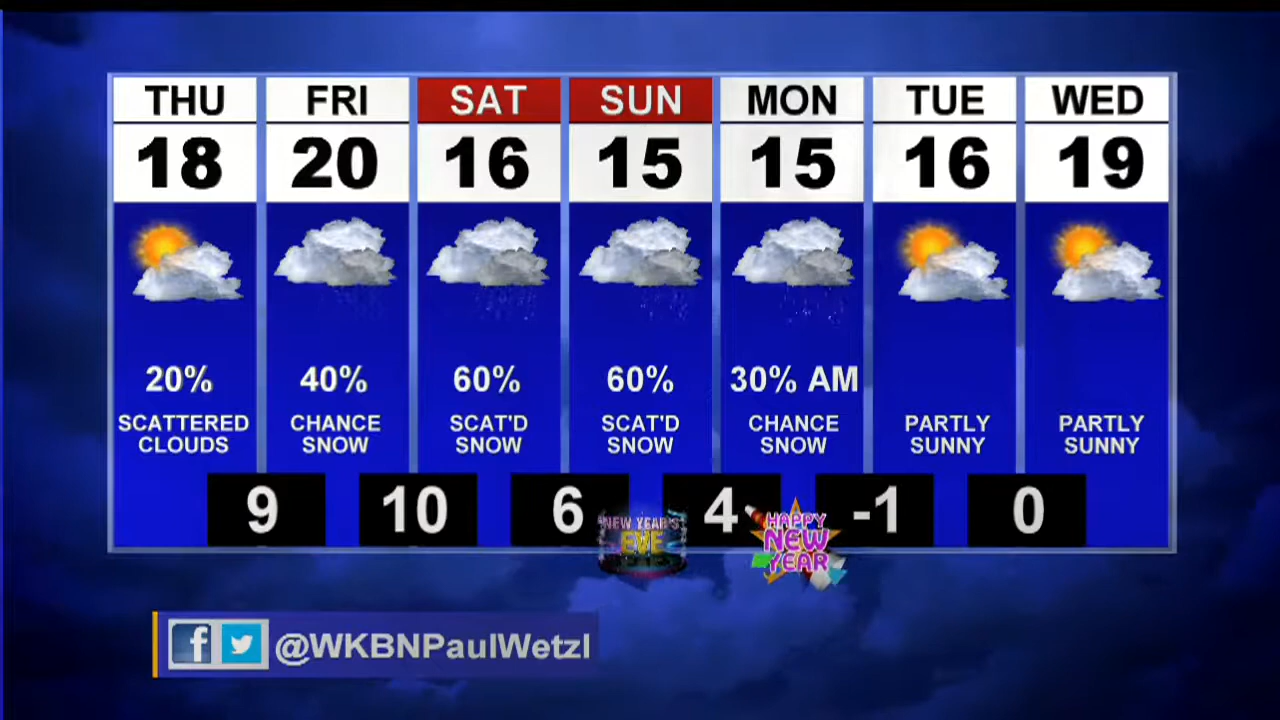 THU FRI SAT SUN MON TUE WED
18 20 16 15 15 16 19
20% 40% 60% 60% 30% AM
SCATTERED CHANCE SCAT'D SCAT'D CHANCE PARTLY PARTLY
CLOUDS SNOW SNOW SNOW SNOW SUNNY SUNNY
9 10 6 4 -1 0
NEW YEAR'S
EVE
HAPPY
NEW
YEAR
f @WKBNPaulWetzl